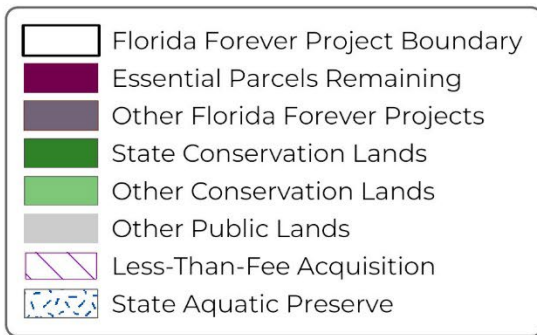 Florida Forever Project Boundary
Essential Parcels Remaining
Other Florida Forever Projects
State Conservation Lands
Other Conservation Lands
Other Public Lands
Less-Than-Fee Acquisition
State Aquatic Preserve